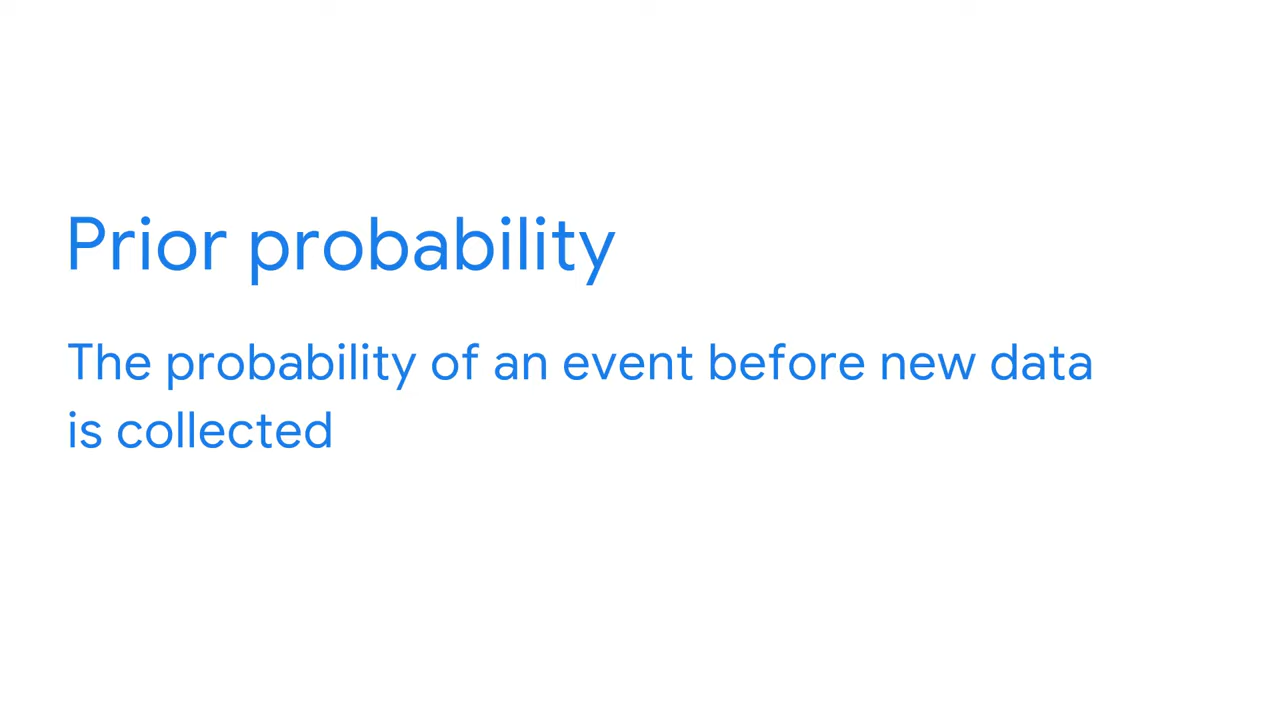 Prior probability
The probability of an event before new data
is collected